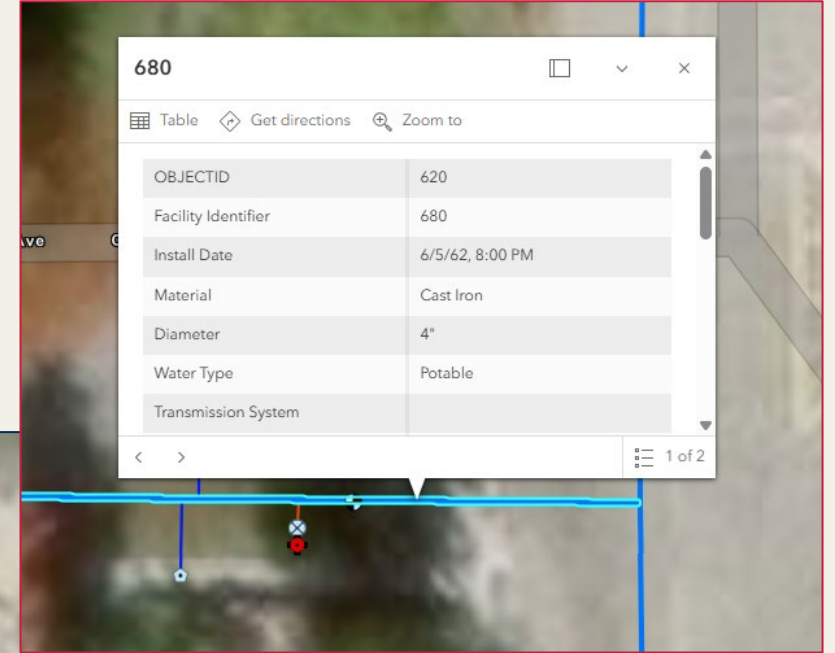 680
Table Get directions Zoom to
OBJECTID 620
Facility Identifier 680
ve
Install Date 6/5/62, 8:00 PM
Material Cast Iron
Diameter 4"
Water Type Potable
Transmission System
1 of 2